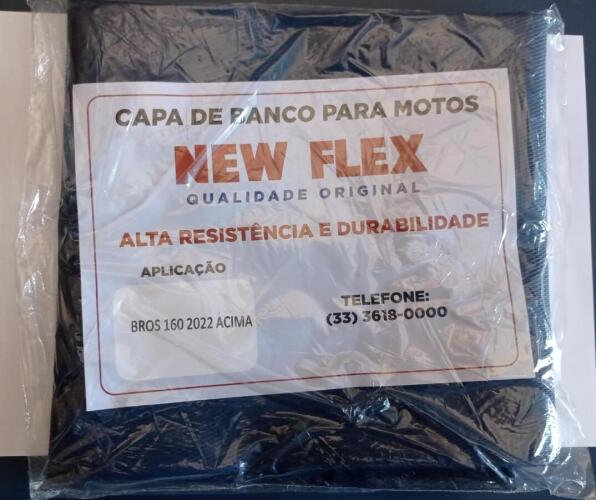 CAPA DE BANCO PARA MOTOS
NEW FLEX
QUALIDADE ORIGINAL
ALTA RESISTÊNCIA E DURABILIDADE
APLICAÇÃO
BROS 160 2022 ACIMA
TELEFONE:
(33) 3618-0000